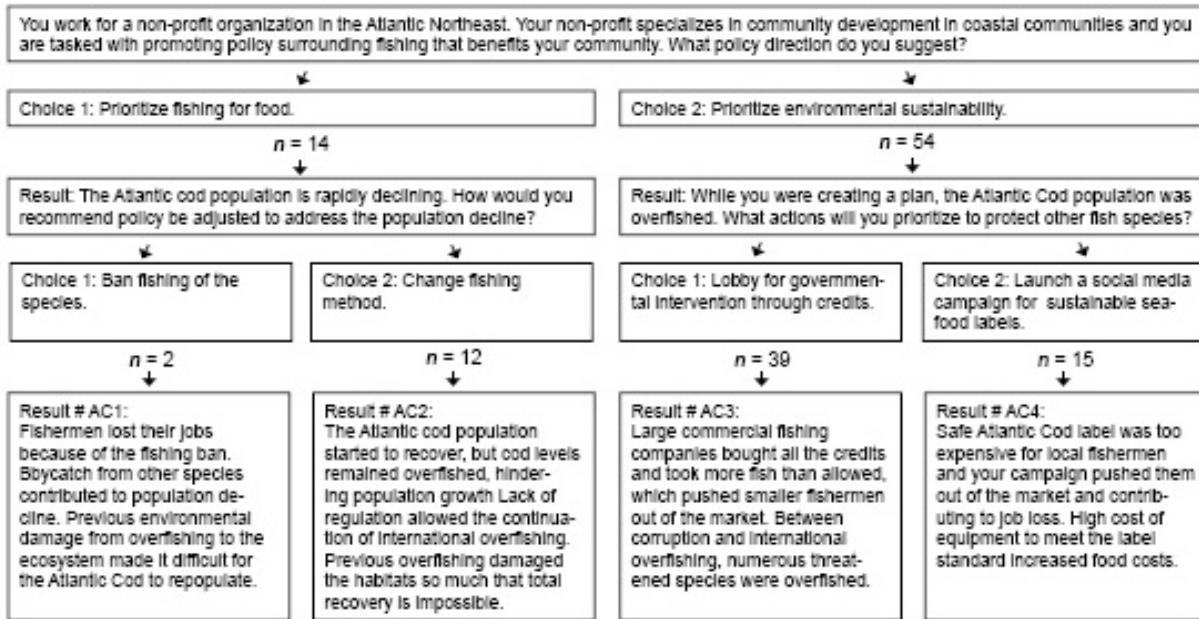 You work for a non-profit organization in the Atlantic Northeast. Your non-profit specializes in community development in coastal communities and you
are tasked with promoting policy surrounding fishing that benefits your community. What policy direction do you suggest?
Choice 1: Prioritize fishing for food.
Choice 2: Prioritize environmental sustainability.
n = 14
n = 54
Result: The Atlantic cod population is rapidly declining. How would you
recommend policy be adjusted to address the population decline?
Result: While you were creating a plan, the Atlantic Cod population was
overfished. What actions will you prioritize to protect other fish species?
Choice 1: Ban fishing of the
species.
Choice 2: Change fishing
method.
Choice 1: Lobby for governmen-
tal intervention through credits.
Choice 2: Launch a social media
campaign for sustainable sea-
food labels.
n = 2
n = 12
n = 39
n = 15
Result # AC1:
Fishermen lost their jobs
because of the fishing ban.
Bbycatch from other species
contributed to population de-
cline. Previous environmental
damage from overfishing to the
ecosystem made it difficult for
the Atlantic Cod to repopulate.
Result # AC2:
The Atlantic cod population
started to recover, but cod levels
remained overfished, hinder-
ing population growth Lack of
regulation allowed the continua-
tion of international overfishing.
Previous overfishing damaged
the habitats so much that total
recovery is impossible.
Result # AC3:
Large commercial fishing
companies bought all the credits
and took more fish than allowed,
which pushed smaller fishermen
out of the market. Between
corruption and international
overfishing, numerous threat-
ened species were overfished.
Result # AC4:
Safe Atlantic Cod label was too
expensive for local fishermen
and your campaign pushed them
out of the market and contrib-
uting to job loss. High cost of
equipment to meet the label
standard increased food costs.